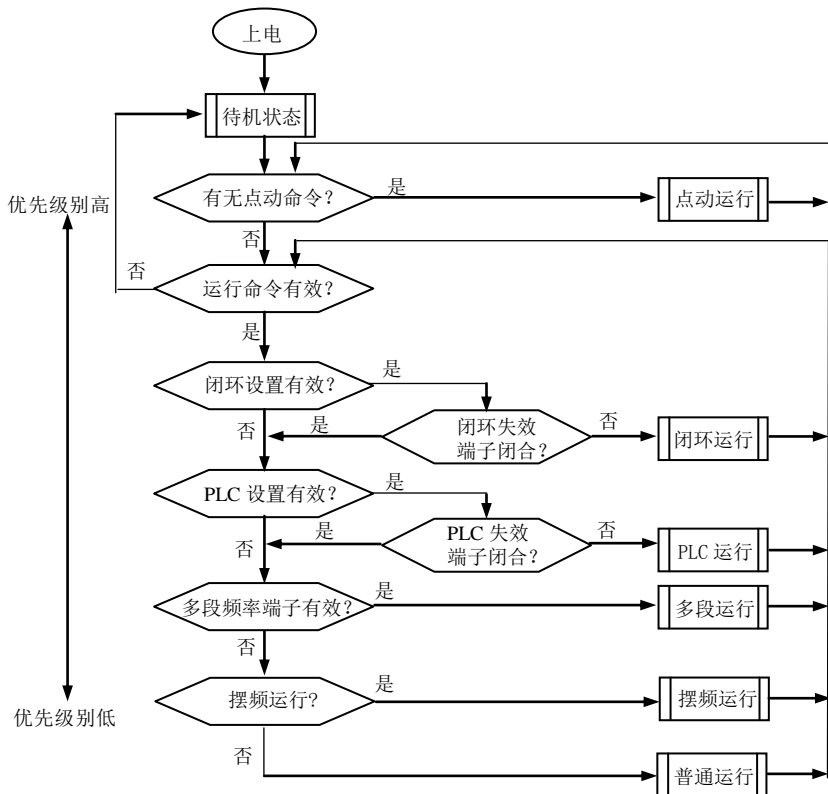 上电
待机状态
有无点动命令？
是
点动运行
优先级别高
否
运行命令有效？
否
是
闭环设置有效？
是
闭环失效
端子闭合？
是
否
否
闭环运行
PLC 设置有效？
是
PLC 失效
端子闭合？
是
否
否
PLC 运行
多段频率端子有效？
是
多段运行
否
摆频运行?
是
摆频运行
优先级别低
否
普通运行